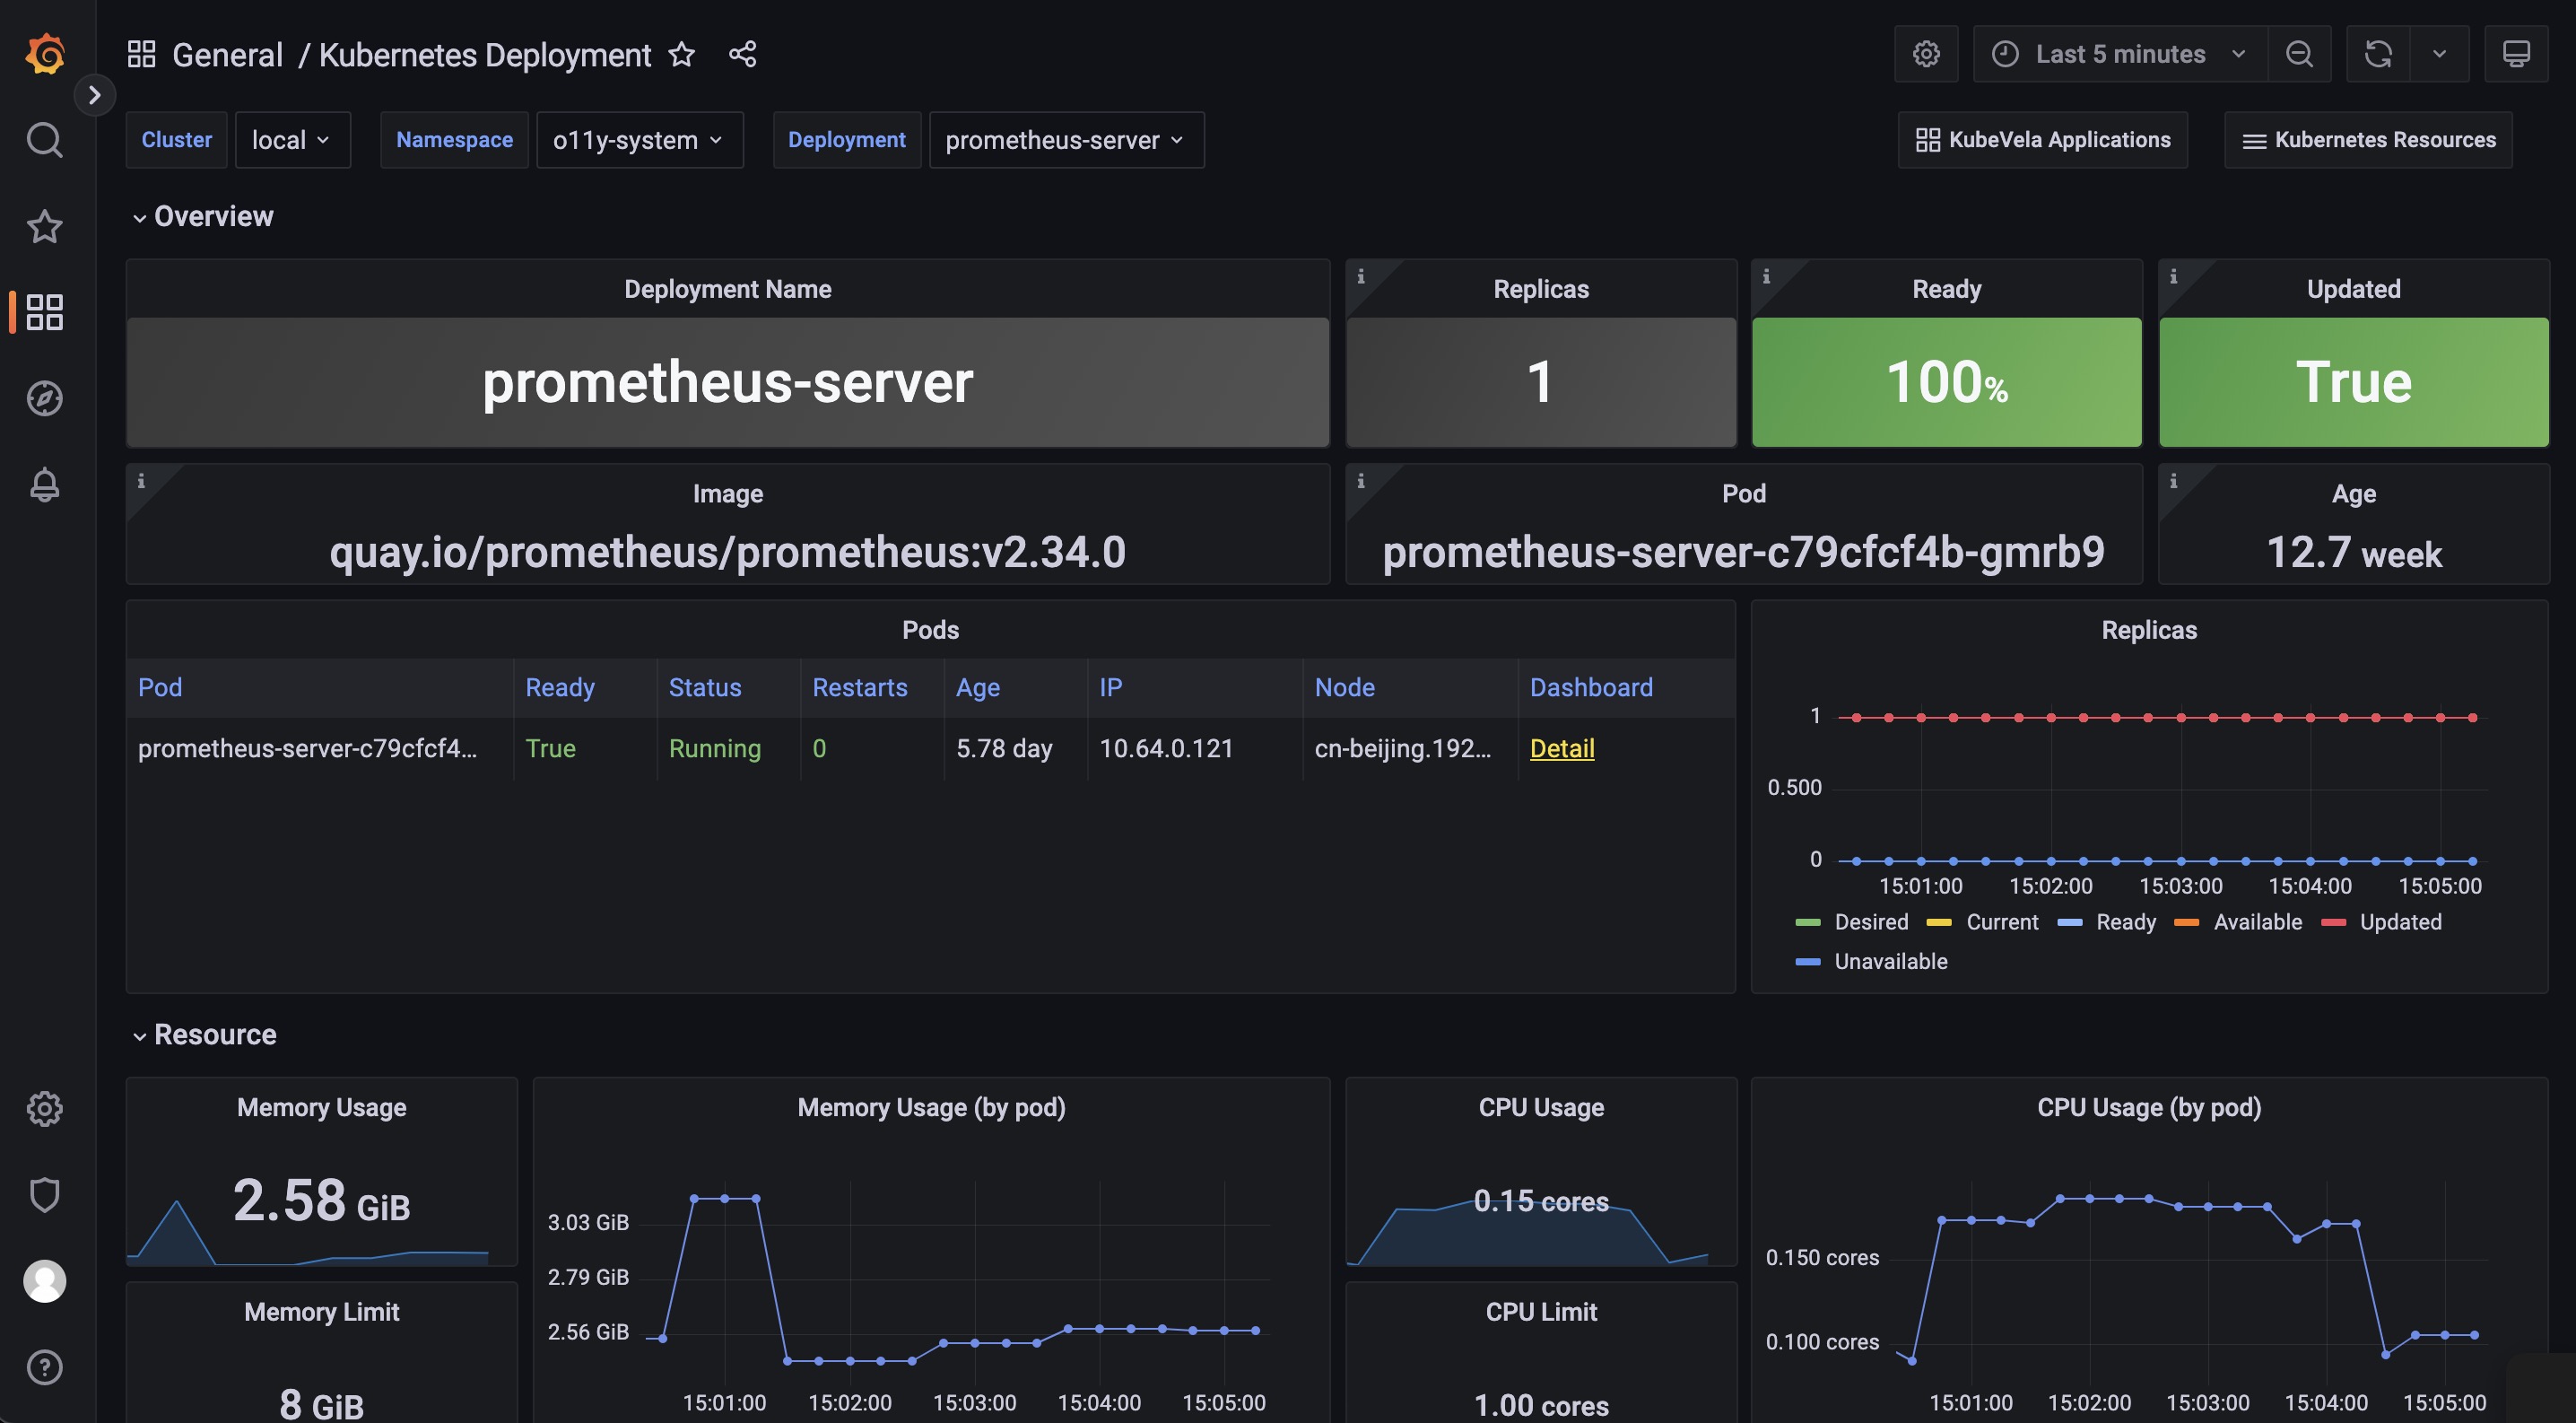 General / Kubernetes Deployment
Last 5 minutes
Cluster local Namespace o11y-system Deployment prometheus-server KubeVela Applications Kubernetes Resources
Overview
Deployment Name
prometheus-server
i Replicas
1
i Ready
100%
i Updated
True
i Image
quay.io/prometheus/prometheus:v2.34.0
i Pod
prometheus-server-c79cfcf4b-gmrb9
i Age
12.7 week
Pods
Pod Ready Status Restarts Age IP Node Dashboard
prometheus-server-c79cfcf4... True Running 0 5.78 day 10.64.0.121 cn-beijing.192... Detail
Replicas
1
0.500
0
15:01:00 15:02:00 15:03:00 15:04:00 15:05:00
Desired Current Ready Available Updated
Unavailable
Resource
Memory Usage
2.58 GiB
Memory Limit
8 GiB
Memory Usage (by pod)
3.03 GiB
2.79 GiB
2.56 GiB
15:01:00 15:02:00 15:03:00 15:04:00 15:05:00
CPU Usage
0.15 cores
CPU Limit
1.00 cores
CPU Usage (by pod)
0.150 cores
0.100 cores
15:01:00 15:02:00 15:03:00 15:04:00 15:05:00